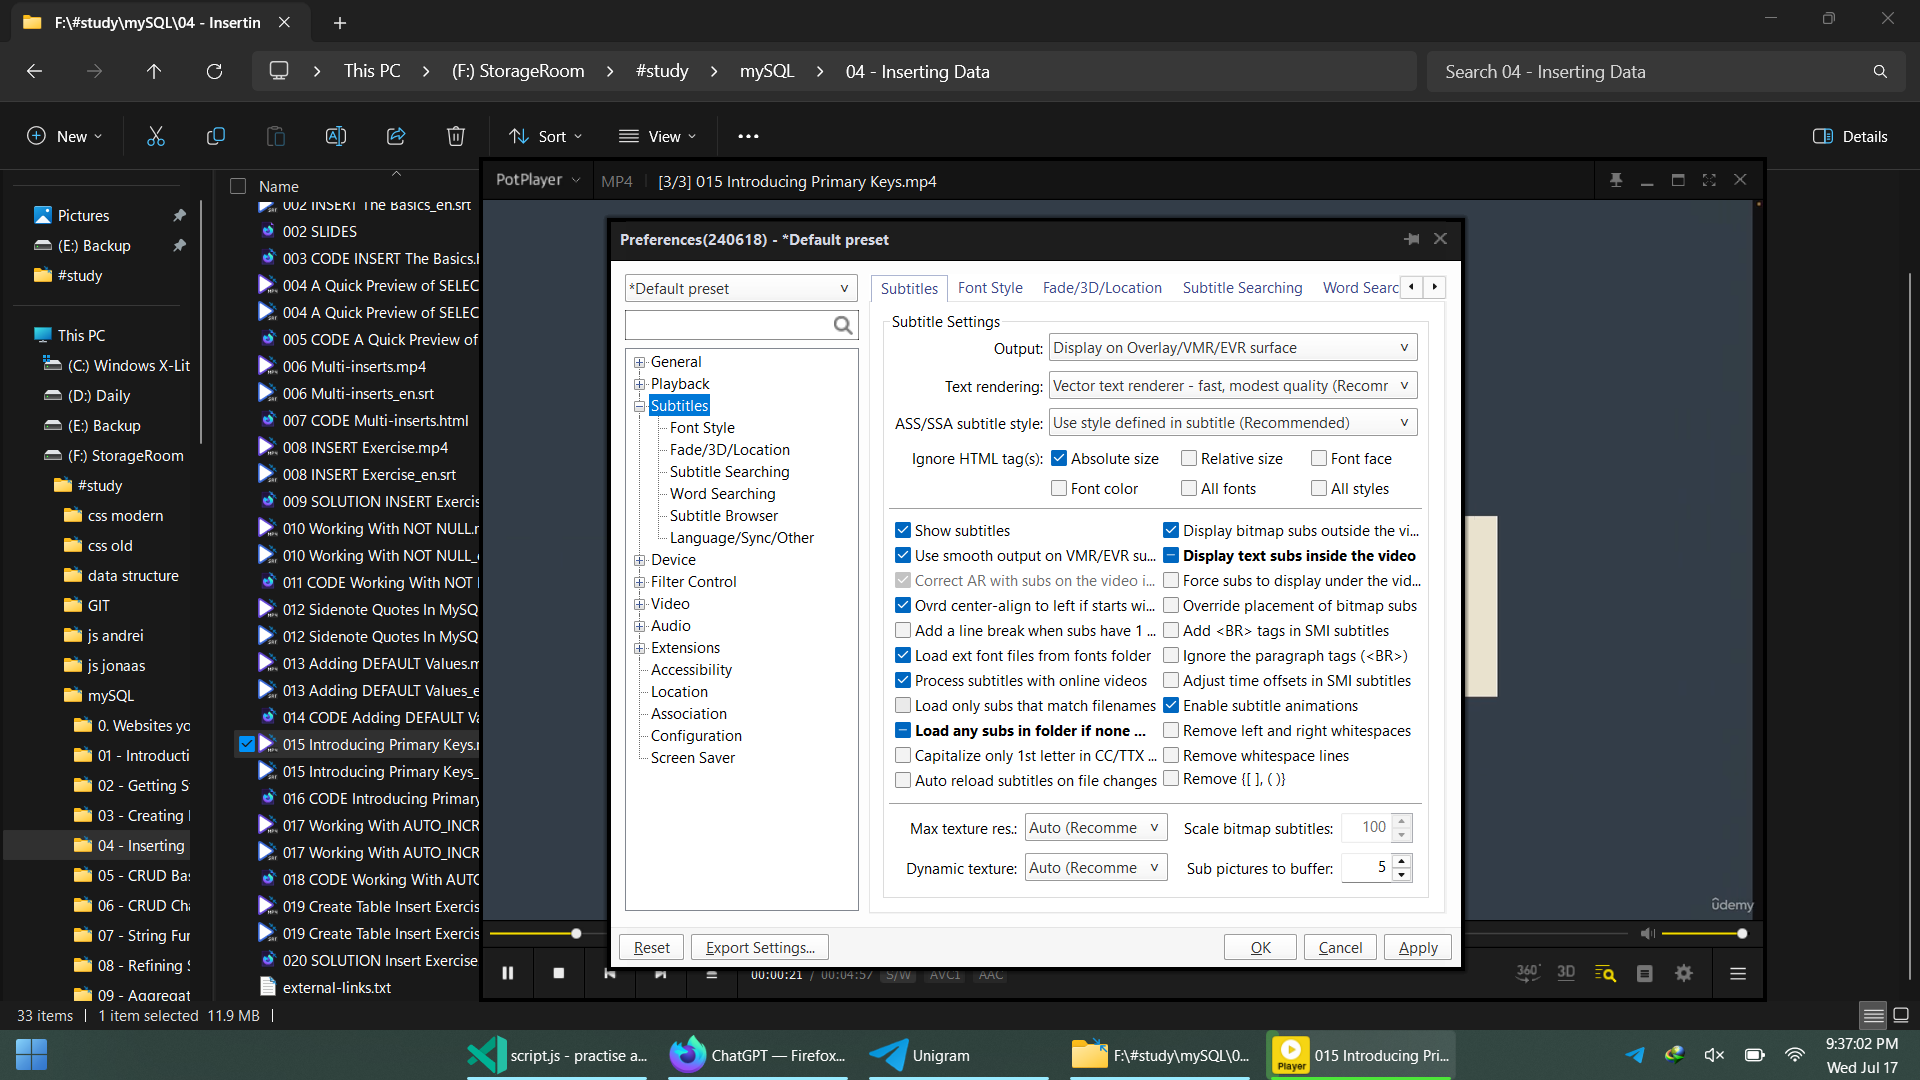 F:\#study\mySQL\04 - Insertin
This PC
(F:) StorageRoom
#study
mySQL
04 - Inserting Data
Search 04 - Inserting Data
New
Sort
View
Details
Pictures
(E:) Backup
#study
This PC
(C:) Windows X-Lit
(D:) Daily
(E:) Backup
(F:) StorageRoom
#study
css modern
css old
data structure
GIT
js andrei
js jonaas
mySQL
0. Websites yo
01 - Introducti
02 - Getting S
03 - Creating
04 - Inserting
05 - CRUD Ba
06 - CRUD Cha
07 - String Fur
08 - Refining S
09 - Aggregat
Name
002 INSERT The Basics_en.srt
002 SLIDES
003 CODE INSERT The Basics.
004 A Quick Preview of SELEC
004 A Quick Preview of SELEC
005 CODE A Quick Preview of
006 Multi-inserts.mp4
006 Multi-inserts_en.srt
007 CODE Multi-inserts.html
008 INSERT Exercise.mp4
008 INSERT Exercise_en.srt
009 SOLUTION INSERT Exercis
010 Working With NOT NULL.
010 Working With NOT NULL_
011 CODE Working With NOT
012 Sidenote Quotes In MySQ
012 Sidenote Quotes In MySQ
013 Adding DEFAULT Values.m
013 Adding DEFAULT Values_e
014 CODE Adding DEFAULT Va
015 Introducing Primary Keys.
015 Introducing Primary Keys_
016 CODE Introducing Primary
017 Working With AUTO_INCR
017 Working With AUTO_INCR
018 CODE Working With AUTO
019 Create Table Insert Exercis
019 Create Table Insert Exercis
020 SOLUTION Insert Exercise
external-links.txt
PotPlayer
MP4
[3/3] 015 Introducing Primary Keys.mp4
Preferences(240618) - *Default preset
*Default preset
General
Playback
Subtitles
Font Style
Fade/3D/Location
Subtitle Searching
Word Searching
Subtitle Browser
Language/Sync/Other
Device
Filter Control
Video
Audio
Extensions
Accessibility
Location
Association
Configuration
Screen Saver
Subtitles
Font Style
Fade/3D/Location
Subtitle Searching
Word Searc
Subtitle Settings
Output: Display on Overlay/VMR/EVR surface
Text rendering: Vector text renderer - fast, modest quality (Recomr
ASS/SSA subtitle style: Use style defined in subtitle (Recommended)
Ignore HTML tag(s): Absolute size Relative size Font face
Font color All fonts All styles
Show subtitles
Display bitmap subs outside the vi...
Use smooth output on VMR/EVR su...
Display text subs inside the video
Correct AR with subs on the video i...
Force subs to display under the vid...
Ovrd center-align to left if starts wi...
Override placement of bitmap subs
Add a line break when subs have 1 ...
Add <BR> tags in SMI subtitles
Load ext font files from fonts folder
Ignore the paragraph tags (<BR>)
Process subtitles with online videos
Adjust time offsets in SMI subtitles
Load only subs that match filenames
Enable subtitle animations
Load any subs in folder if none ...
Remove left and right whitespaces
Capitalize only 1st letter in CC/TTX ...
Remove whitespace lines
Auto reload subtitles on file changes
Remove {[ ], ( )}
Max texture res.: Auto (Recomme
Scale bitmap subtitles: 100
Dynamic texture: Auto (Recomme
Sub pictures to buffer: 5
Reset
Export Settings...
OK
Cancel
Apply
ûdemy
00:00:21 / 00:04:57 S/W AVC1 AAC
360°
3D
33 items
1 item selected 11.9 MB
script.js - practise a...
ChatGPT — Firefox...
Unigram
F:\#study\mySQL\0...
Player
015 Introducing Pri...
9:37:02 PM
Wed Jul 17